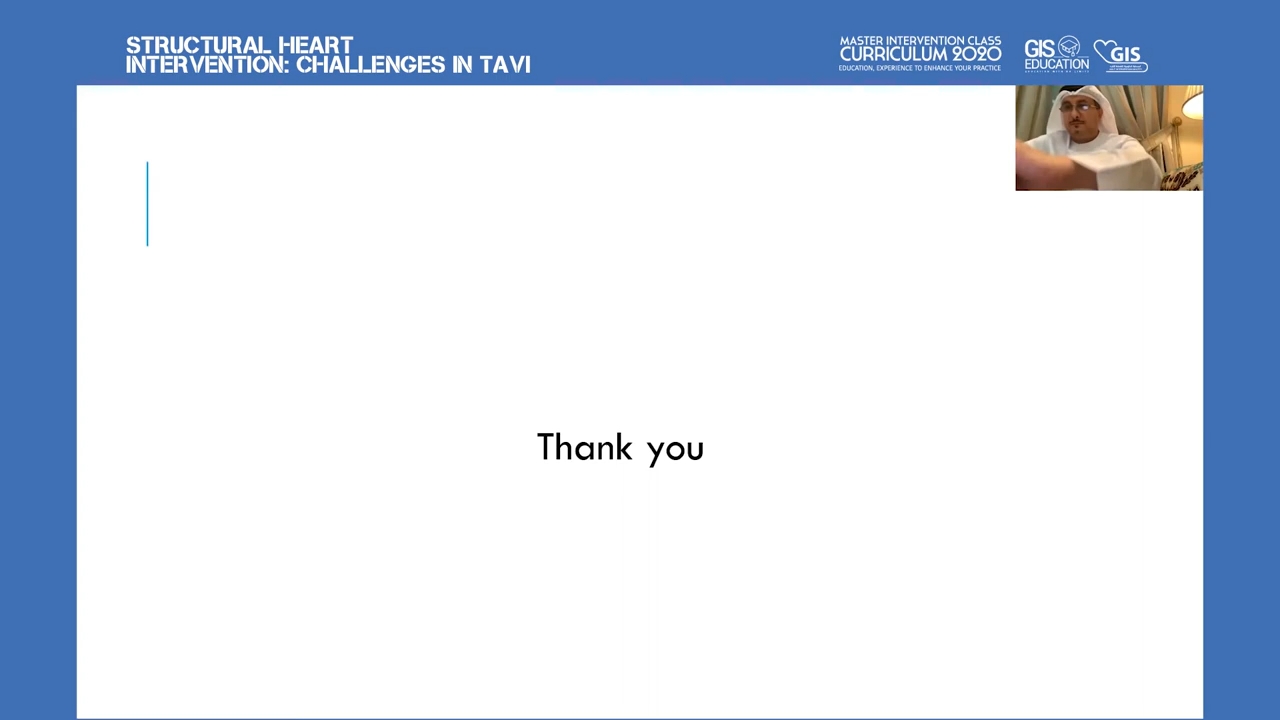 STRUCTURAL HEART
INTERVENTION: CHALLENGES IN TAVI
MASTER INTERVENTION CLASS
CURRICULUM 2020
EDUCATION, EXPERIENCE TO ENHANCE YOUR PRACTICE
GIS
EDUCATION
GIS
Thank you